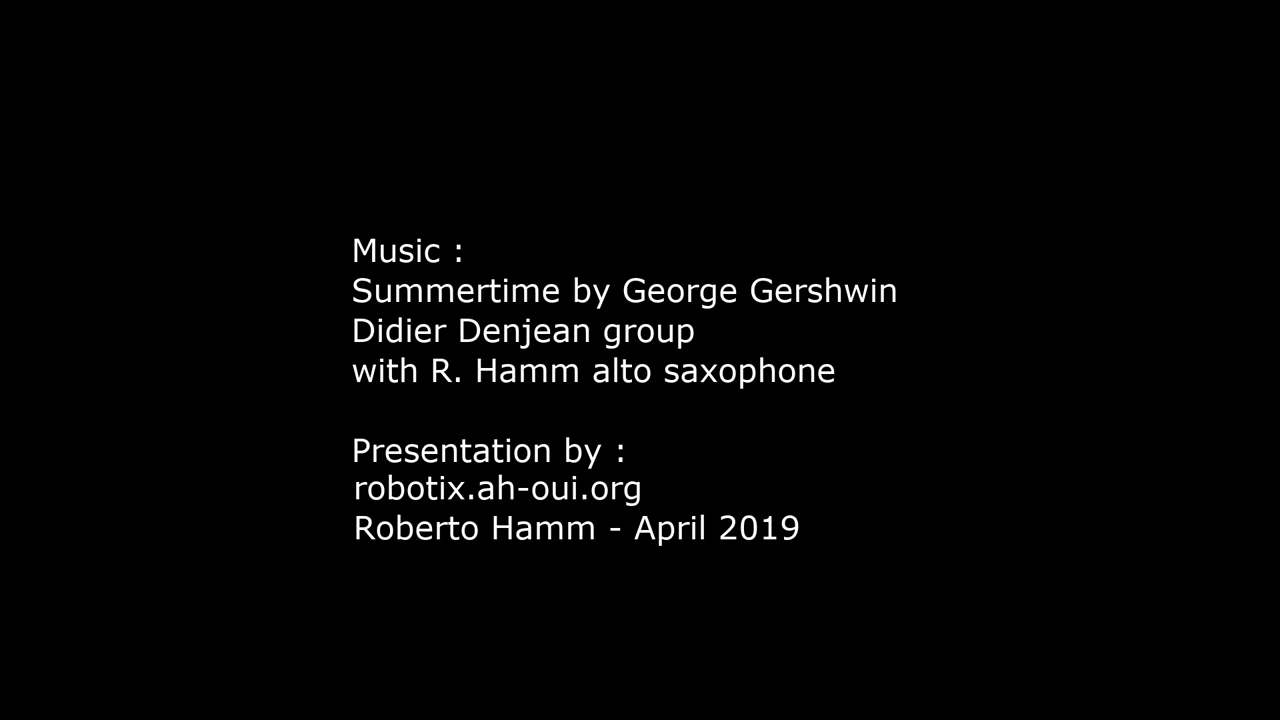 Music :
Summertime by George Gershwin
Didier Denjean group
with R. Hamm alto saxophone
Presentation by :
robotix.ah-oui.org
Roberto Hamm - April 2019